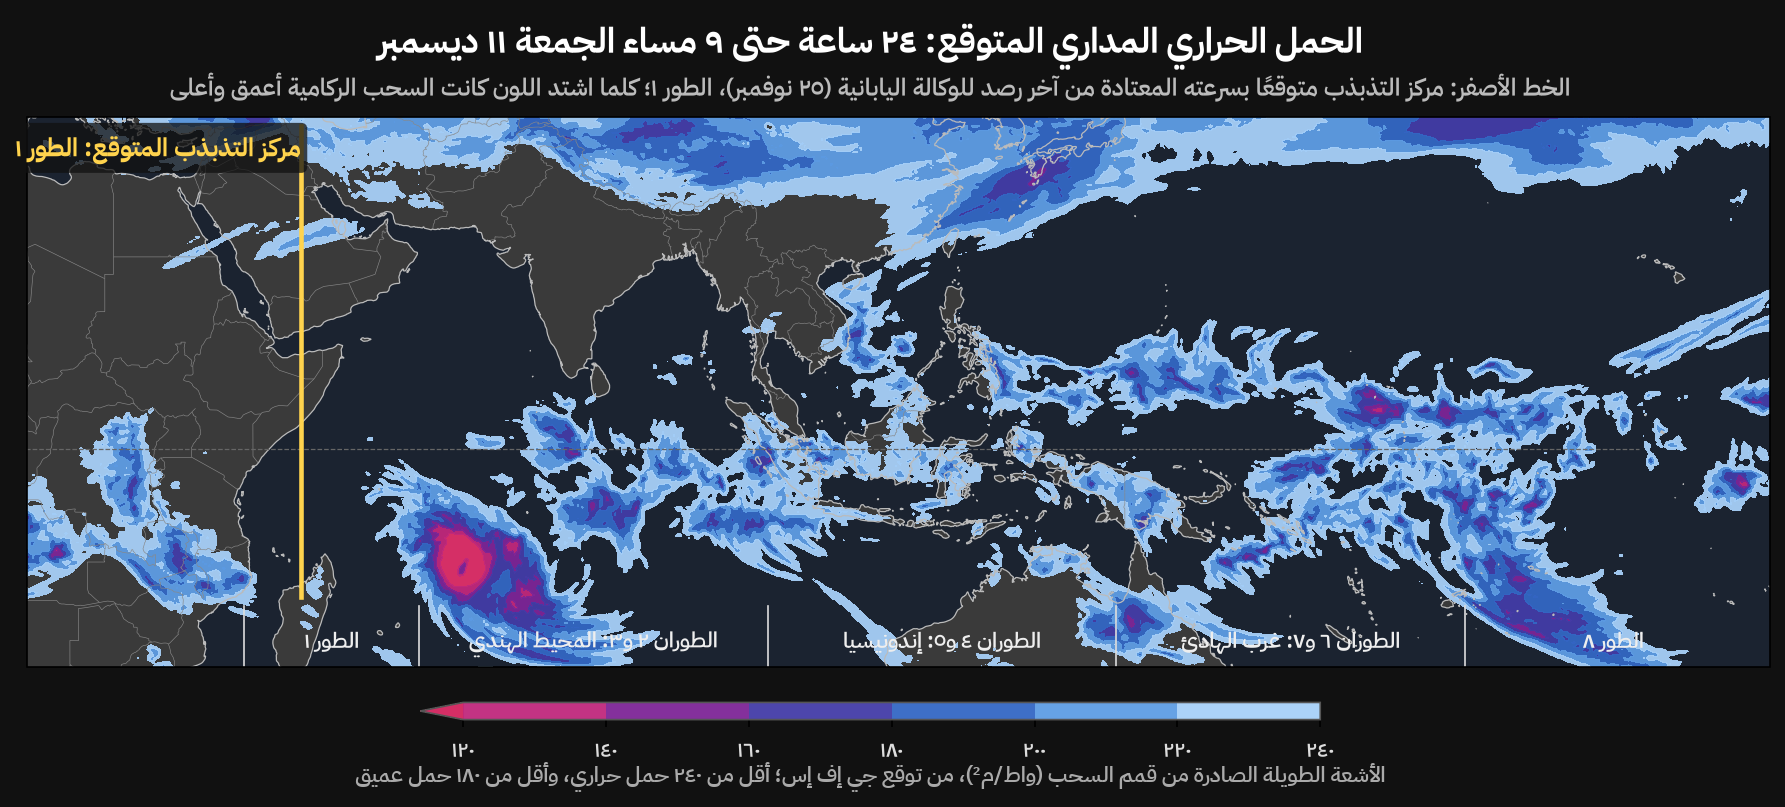 الحمل الحراري المداري المتوقع: ٢٤ ساعة حتى ٩ مساء الجمعة ١١ ديسمبر
الخط الأصفر: مركز التذبذب متوقعًا بسرعته المعتادة من آخر رصد للوكالة اليابانية (٢٥ نوفمبر)، الطور ١؛ كلما اشتد اللون كانت السحب الركامية أعمق وأعلى
مركز التذبذب المتوقع: الطور ١
الطور ١
الطوران ٢ و٣: المحيط الهندي
الطوران ٤ و٥: إندونيسيا
الطوران ٦ و٧: غرب الهادئ
الطور ٨
١٢٠ ١٤٠ ١٦٠ ١٨٠ ٢٠٠ ٢٢٠ ٢٤٠
الأشعة الطويلة الصادرة من قمم السحب (واط/م²)، من توقع جي إف إس؛ أقل من ٢٤٠ حمل حراري، وأقل من ١٨٠ حمل عميق